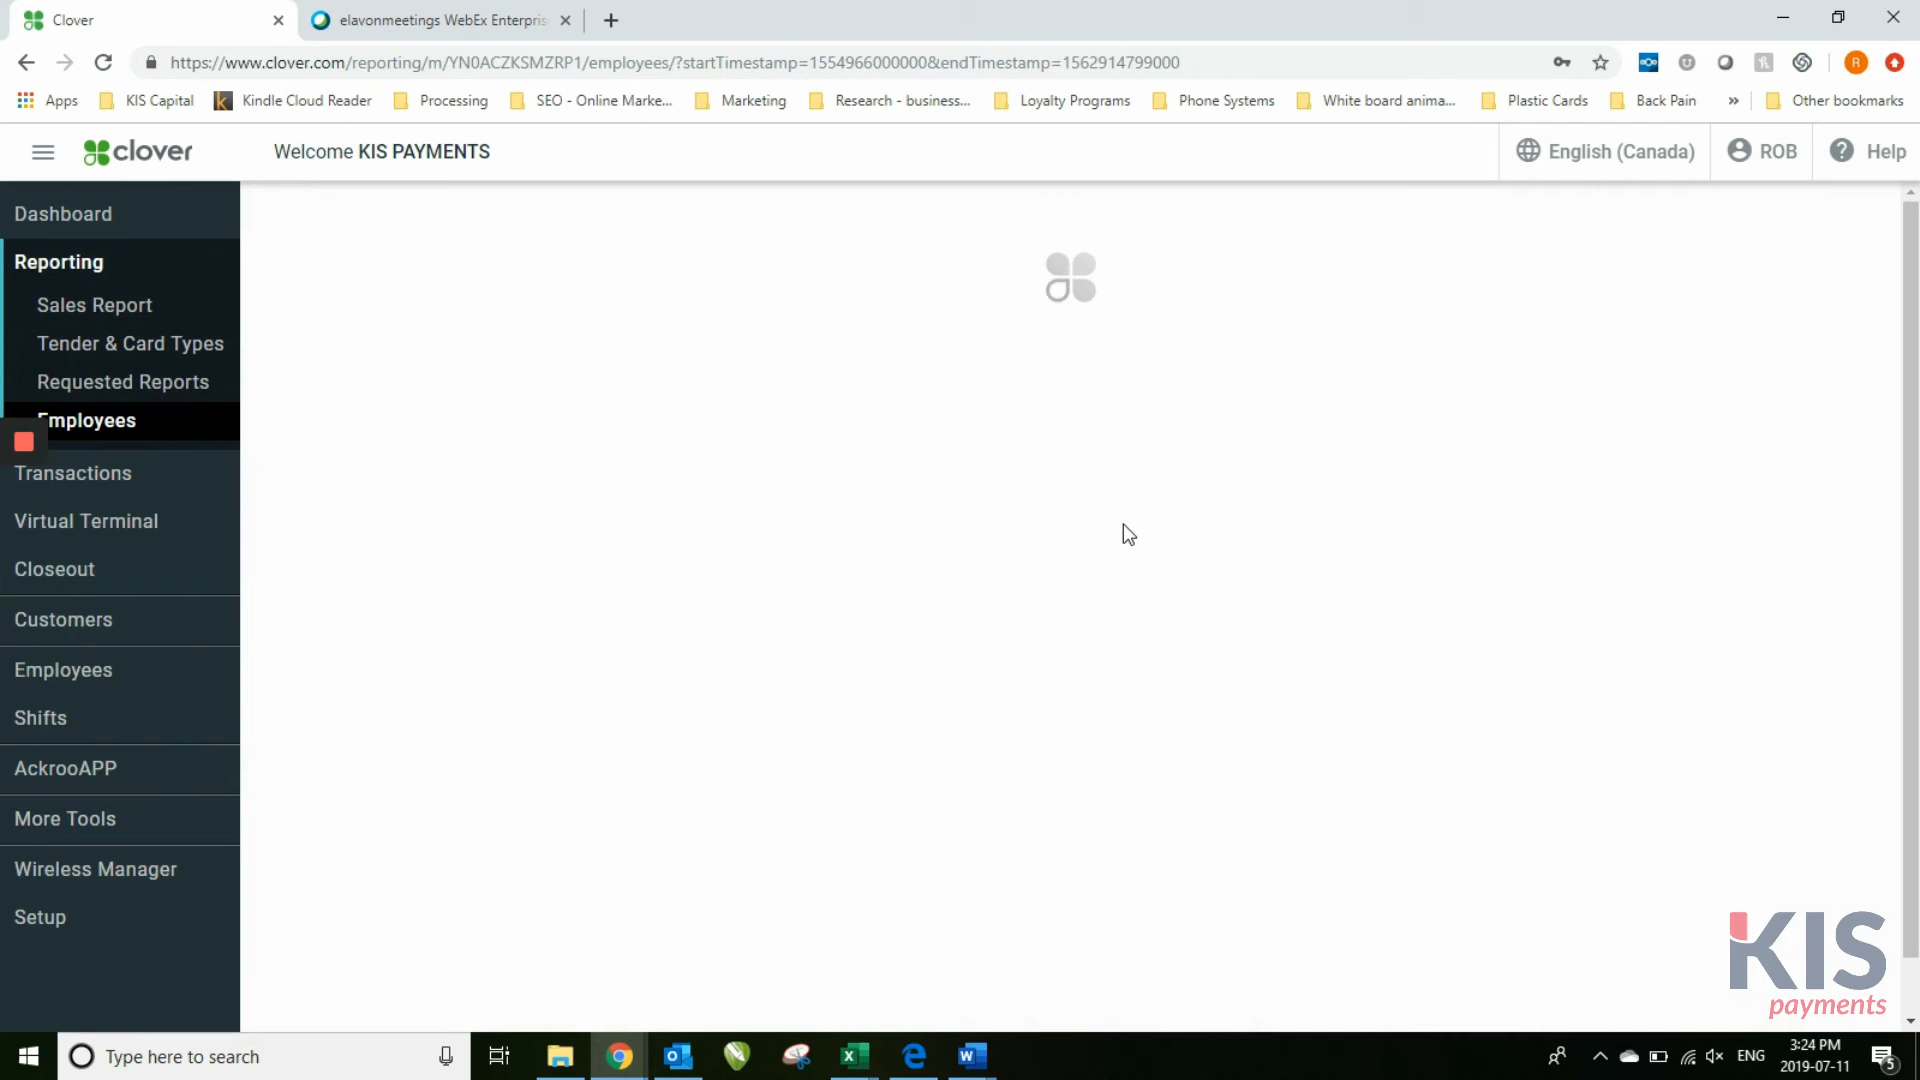 Clover
elavonmeetings WebEx Enterpris
https://www.clover.com/reporting/m/YN0ACZKSMZRP1/employees/?startTimestamp=1554966000000&endTimestamp=1562914799000
R
Apps KIS Capital Kindle Cloud Reader Processing SEO - Online Marke... Marketing Research - business... Loyalty Programs Phone Systems White board anima... Plastic Cards Back Pain » Other bookmarks
clover Welcome KIS PAYMENTS English (Canada) ROB ? Help
Dashboard
Reporting
Sales Report
Tender & Card Types
Requested Reports
Employees
Transactions
Virtual Terminal
Closeout
Customers
Employees
Shifts
AckrooAPP
More Tools
Wireless Manager
Setup
KIS
payments
Type here to search
ENG
3:24 PM
2019-07-11
5